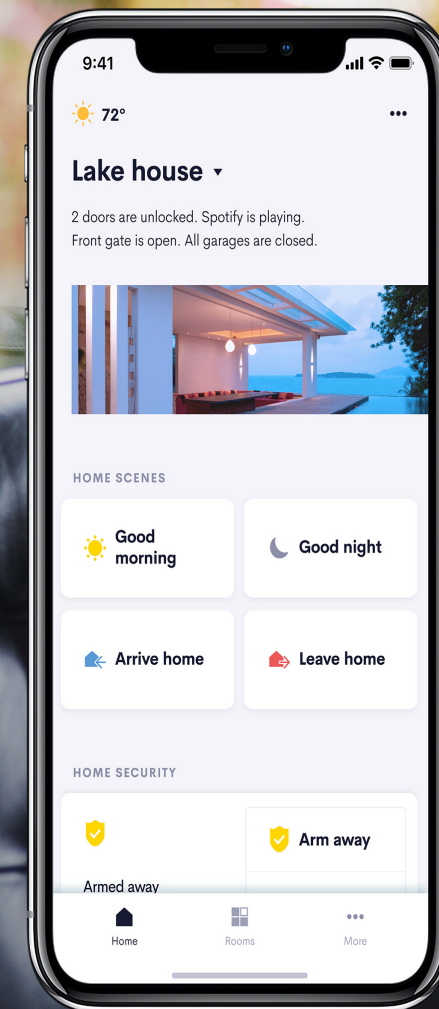 9:41
72°
Lake house
2 doors are unlocked. Spotify is playing.
Front gate is open. All garages are closed.
HOME SCENES
Good
morning
Good night
Arrive home
Leave home
HOME SECURITY
Arm away
Armed away
Home
Rooms
More